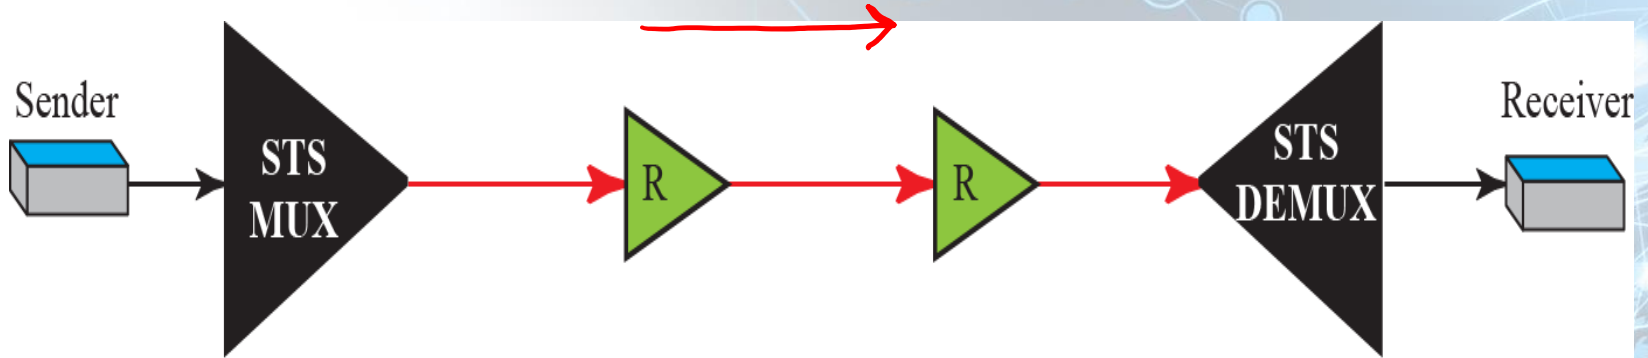 Sender
STS
MUX
R
R
STS
DEMUX
Receiver